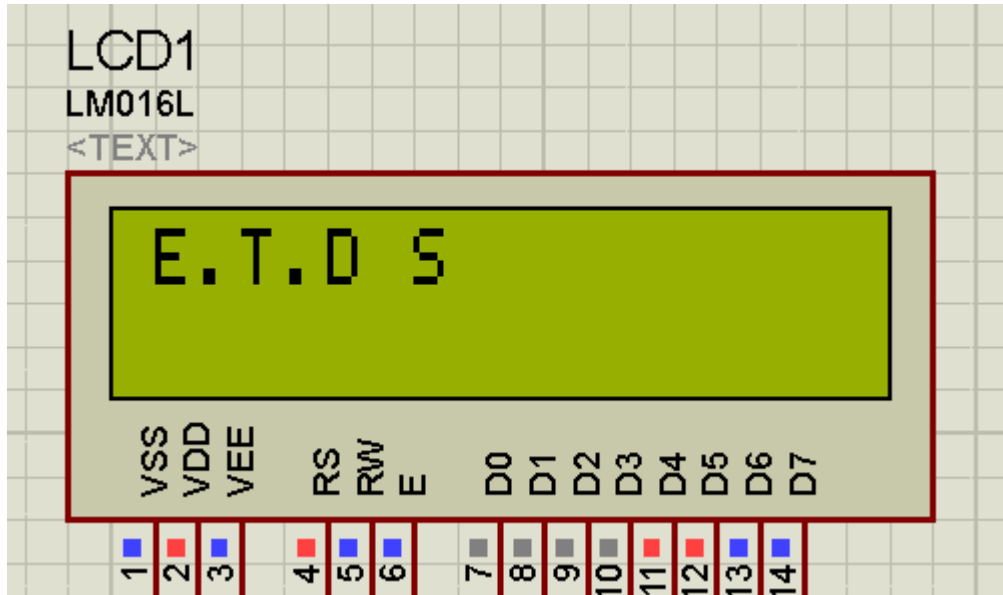 LCD1
LM016L
<TEXT>
E.T.D S
VSS VDD VEE RS RW E D0 D1 D2 D3 D4 D5 D6 D7
1 2 3 4 5 6 7 8 9 10 11 12 13 14